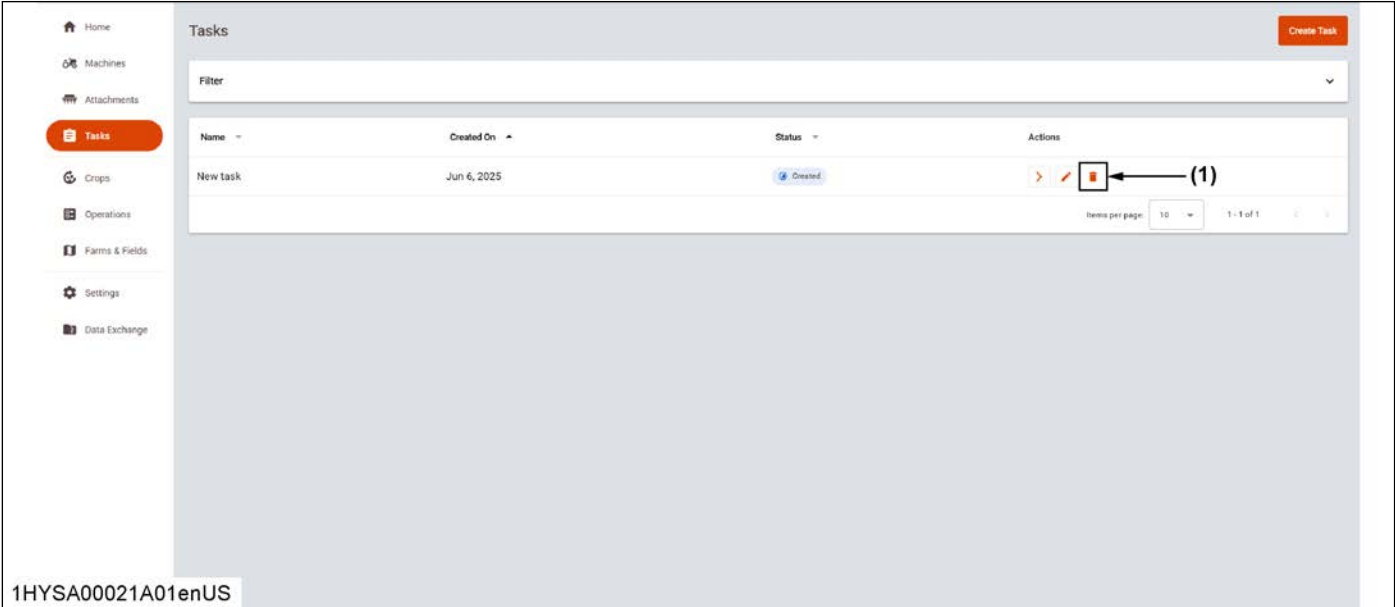 Home
Machines
Attachments
Tasks
Crops
Operations
Farms & Fields
Settings
Data Exchange
Tasks
Create Task
Filter
Name Created On Status Actions
New task Jun 6, 2025 Created (1)
Items per page: 10 1 - 1 of 1
1HYSA00021A01enUS